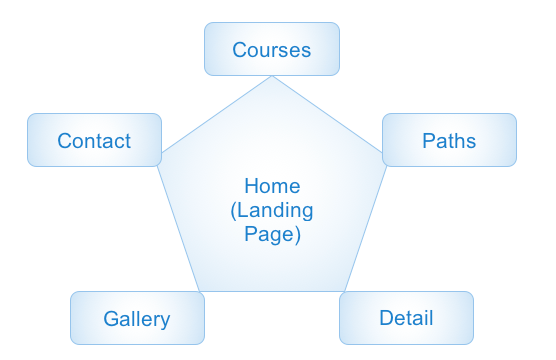 Courses
Contact
Paths
Home
(Landing
Page)
Gallery
Detail